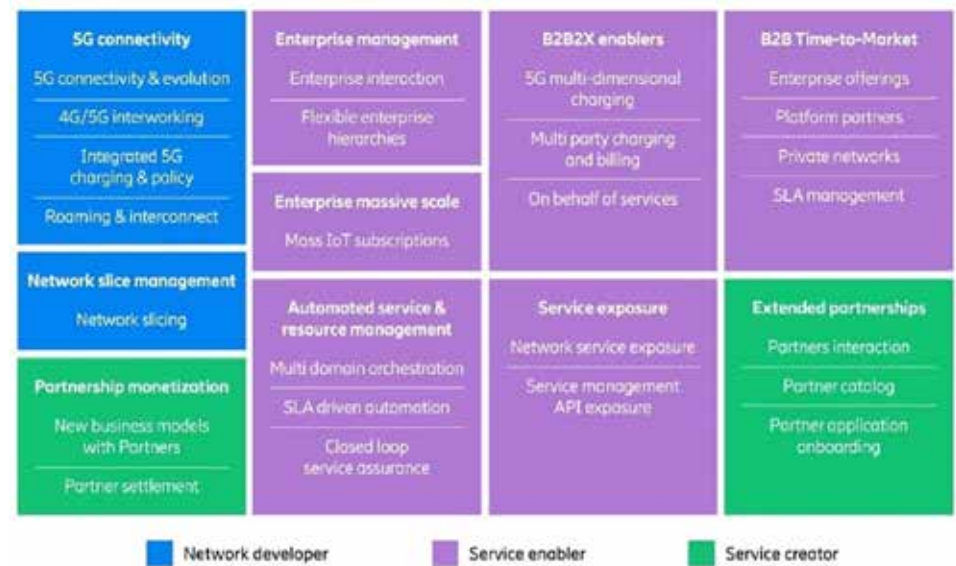 5G connectivity
5G connectivity & evolution
4G/5G interworking
Integrated 5G
charging & policy
Roaming & interconnect
Network slice management
Network slicing
Partnership monetization
New business models
with Partners
Partner settlement
Enterprise management
Enterprise interaction
Flexible enterprise
hierarchies
Enterprise massive scale
Mass IoT subscriptions
Automated service &
resource management
Multi domain orchestration
SLA driven automation
Closed loop
service assurance
B2B2X enablers
5G multi-dimensional
charging
Multi party charging
and billing
On behalf of services
Service exposure
Network service exposure
Service management
API exposure
B2B Time-to-Market
Enterprise offerings
Platform partners
Private networks
SLA management
Extended partnerships
Partners interaction
Partner catalog
Partner application
onboarding
Network developer
Service enabler
Service creator